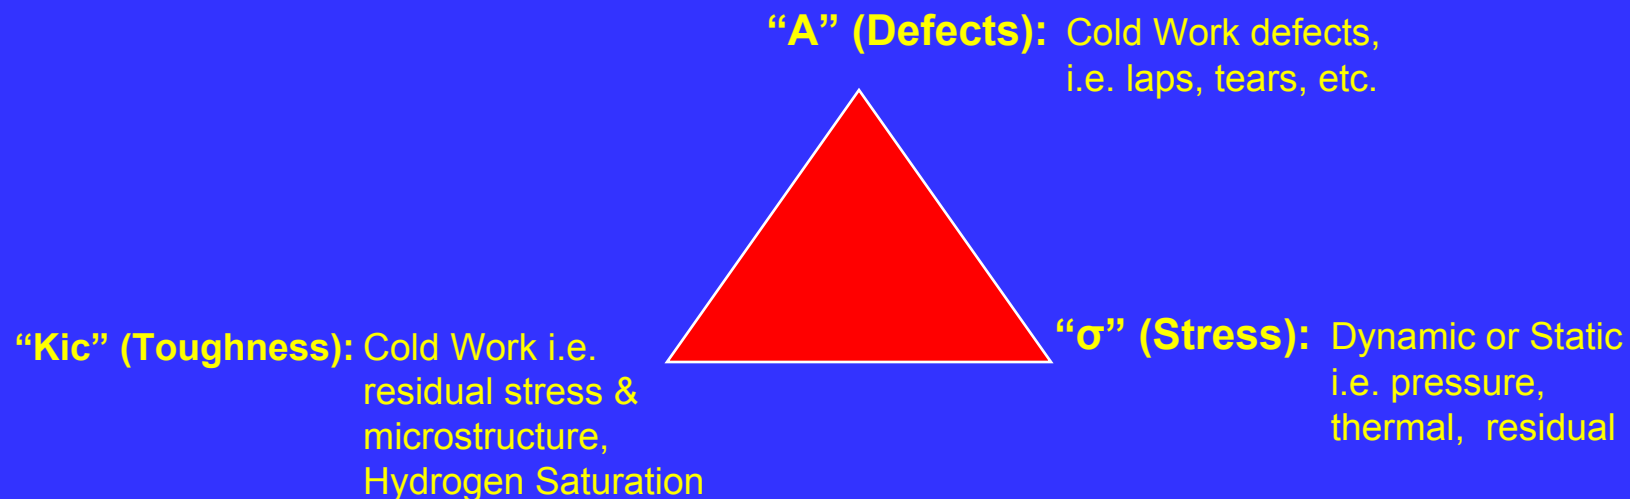 “A” (Defects): Cold Work defects,
i.e. laps, tears, etc.
“Kic” (Toughness): Cold Work i.e.
residual stress &
microstructure,
Hydrogen Saturation
“σ” (Stress): Dynamic or Static
i.e. pressure,
thermal, residual